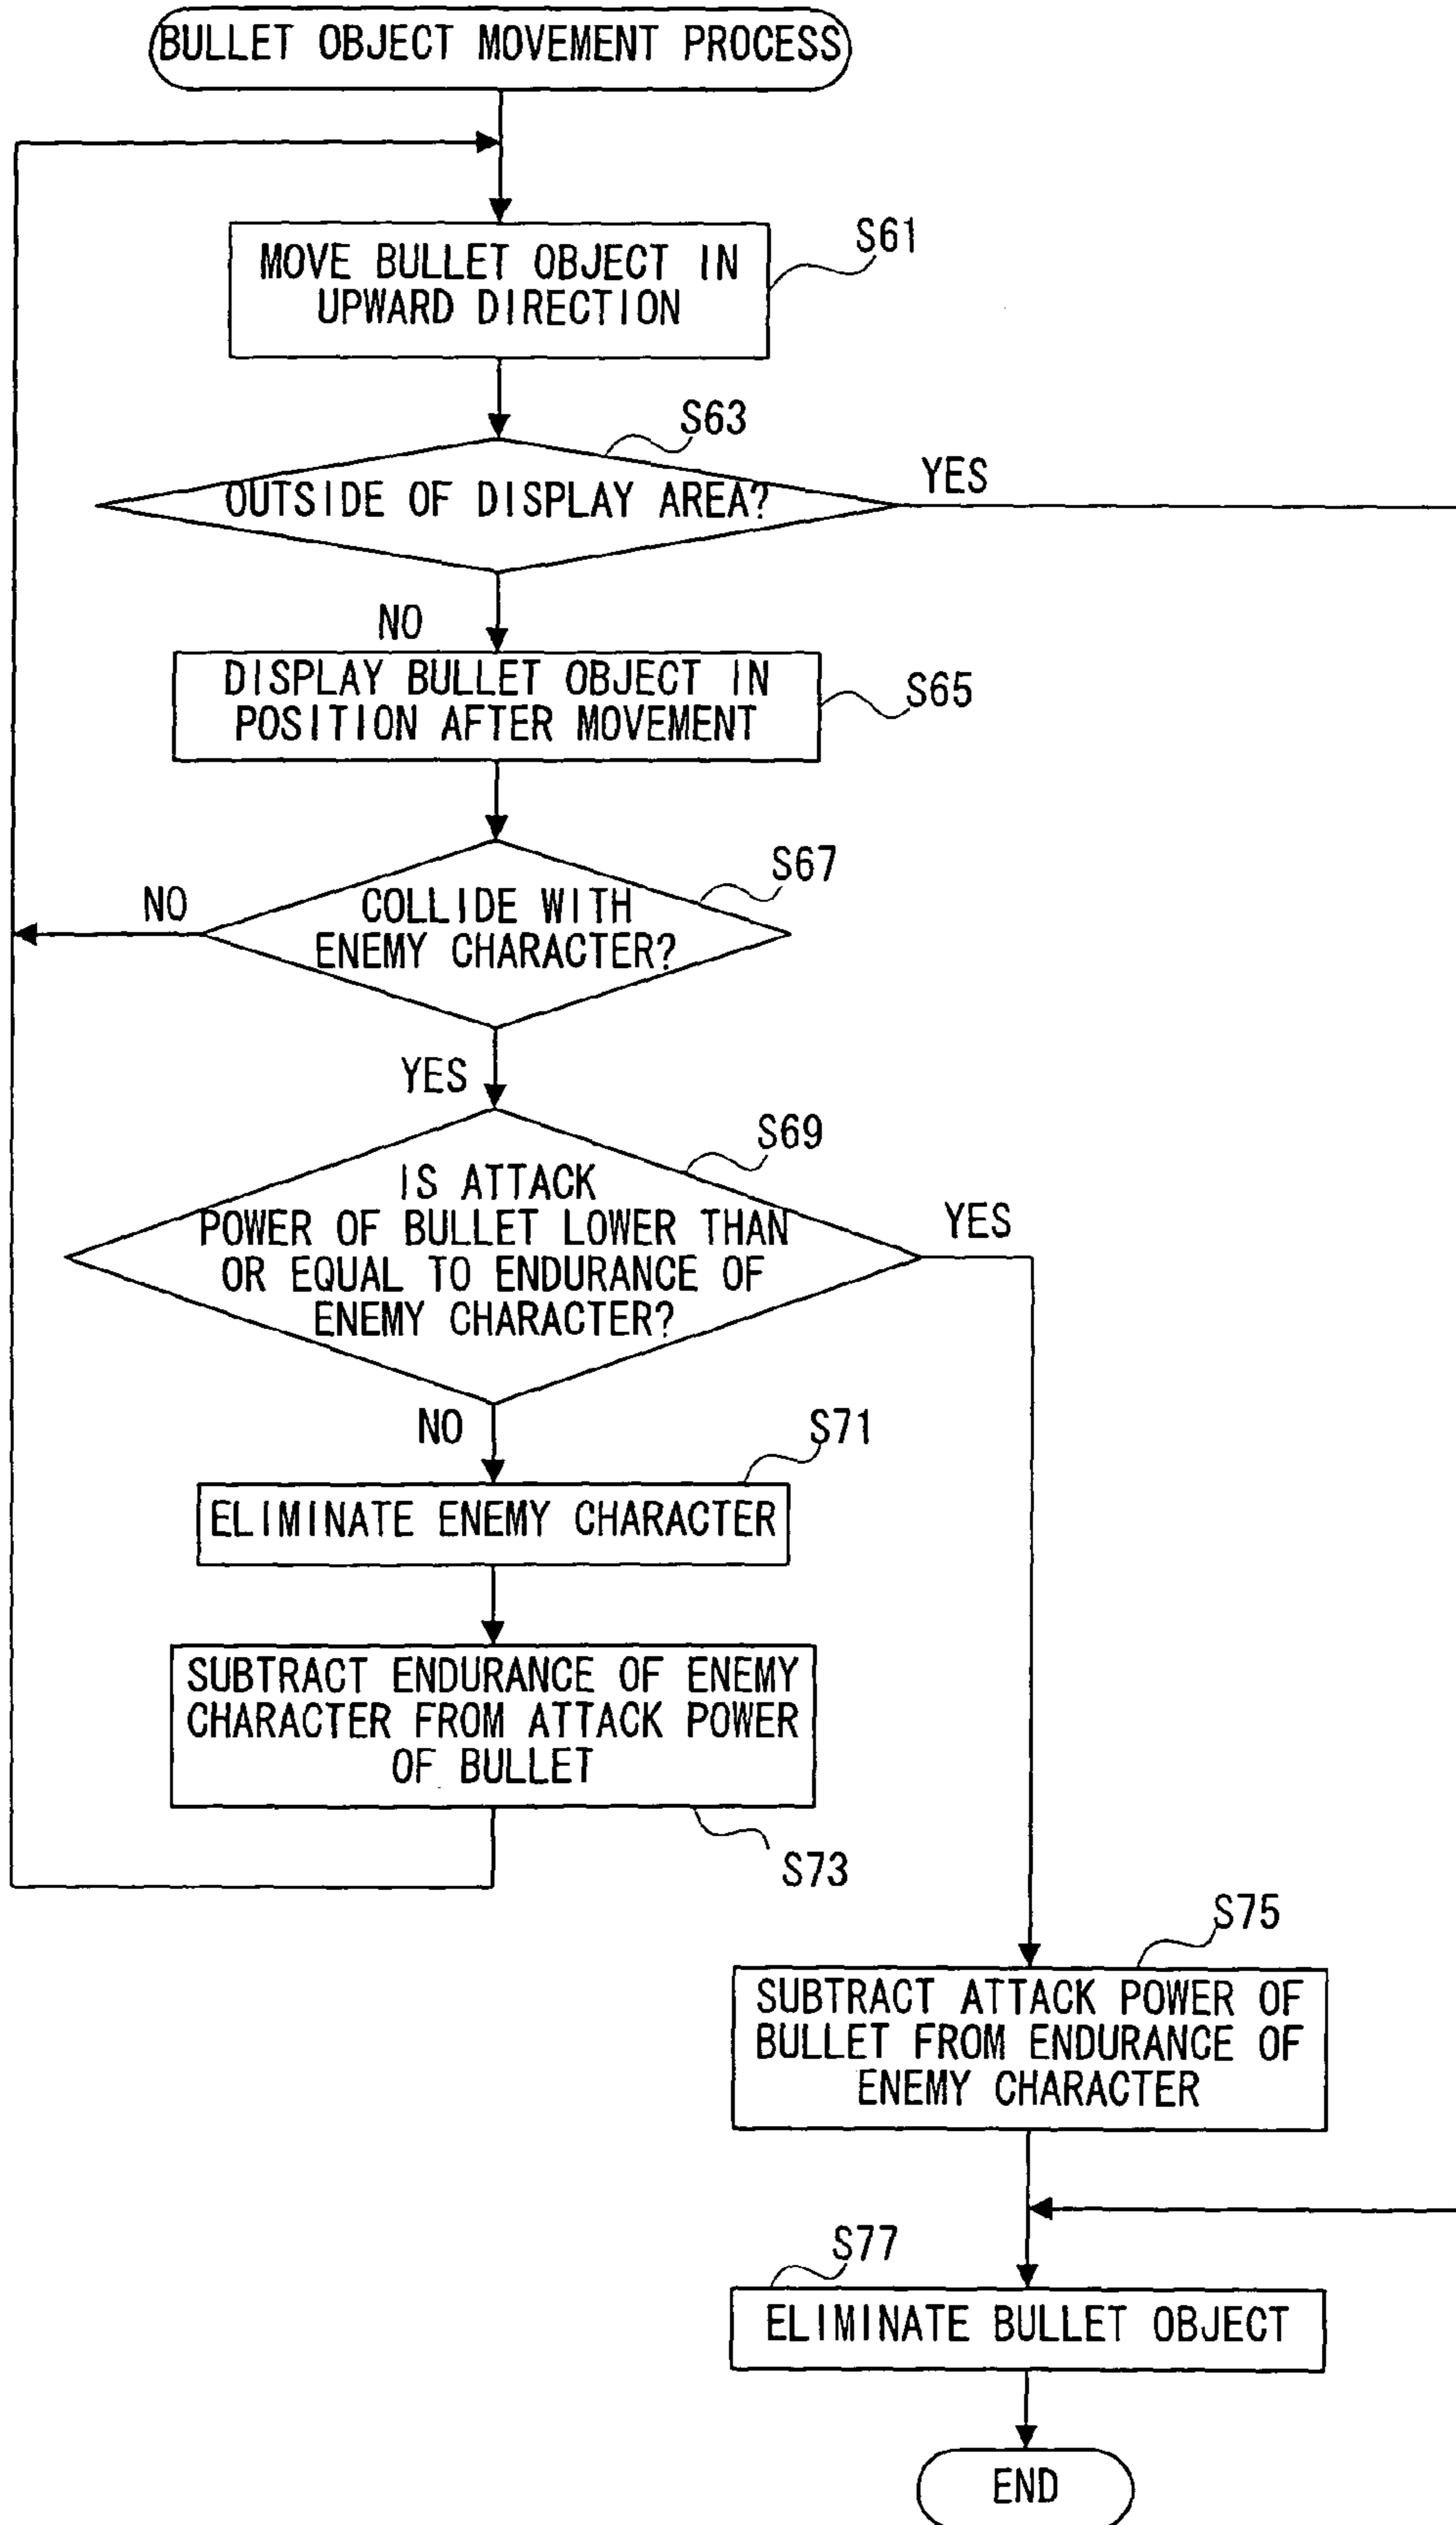 BULLET OBJECT MOVEMENT PROCESS
MOVE BULLET OBJECT IN
UPWARD DIRECTION
S61
S63
OUTSIDE OF DISPLAY AREA?
YES
NO
DISPLAY BULLET OBJECT IN
POSITION AFTER MOVEMENT
S65
S67
COLLIDE WITH
ENEMY CHARACTER?
NO
YES
S69
IS ATTACK
POWER OF BULLET LOWER THAN
OR EQUAL TO ENDURANCE OF
ENEMY CHARACTER?
YES
NO
S71
ELIMINATE ENEMY CHARACTER
SUBTRACT ENDURANCE OF ENEMY
CHARACTER FROM ATTACK POWER
OF BULLET
S73
S75
SUBTRACT ATTACK POWER OF
BULLET FROM ENDURANCE OF
ENEMY CHARACTER
S77
ELIMINATE BULLET OBJECT
END